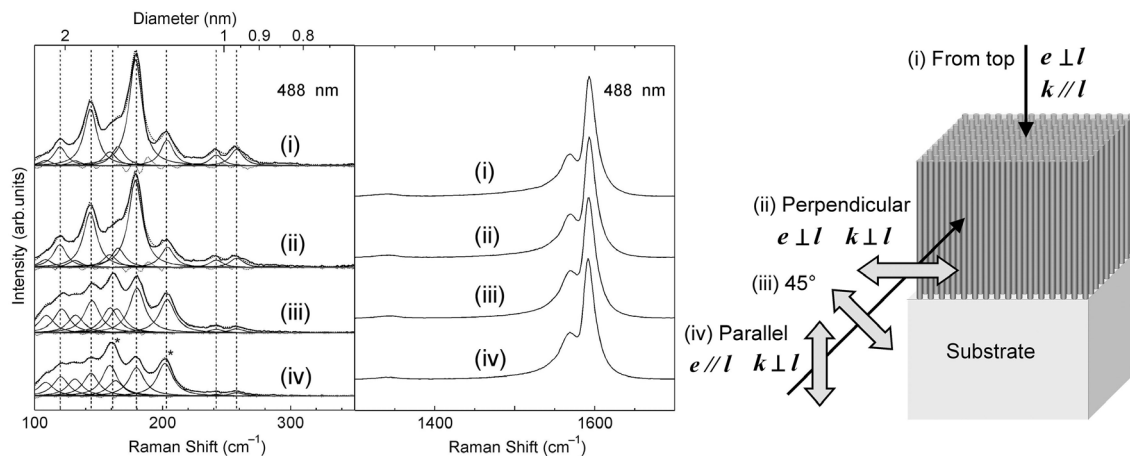 Diameter (nm)
2 1 0.9 0.8
488 nm
(i)
(ii)
(iii)
* *
(iv)
100 200 300
Raman Shift (cm⁻¹)
Intensity (arb.units)
488 nm
(i)
(ii)
(iii)
(iv)
1400 1600
Raman Shift (cm⁻¹)
(i) From top
e ⊥ l
k // l
(ii) Perpendicular
e ⊥ l k ⊥ l
(iii) 45°
(iv) Parallel
e // l k ⊥ l
Substrate